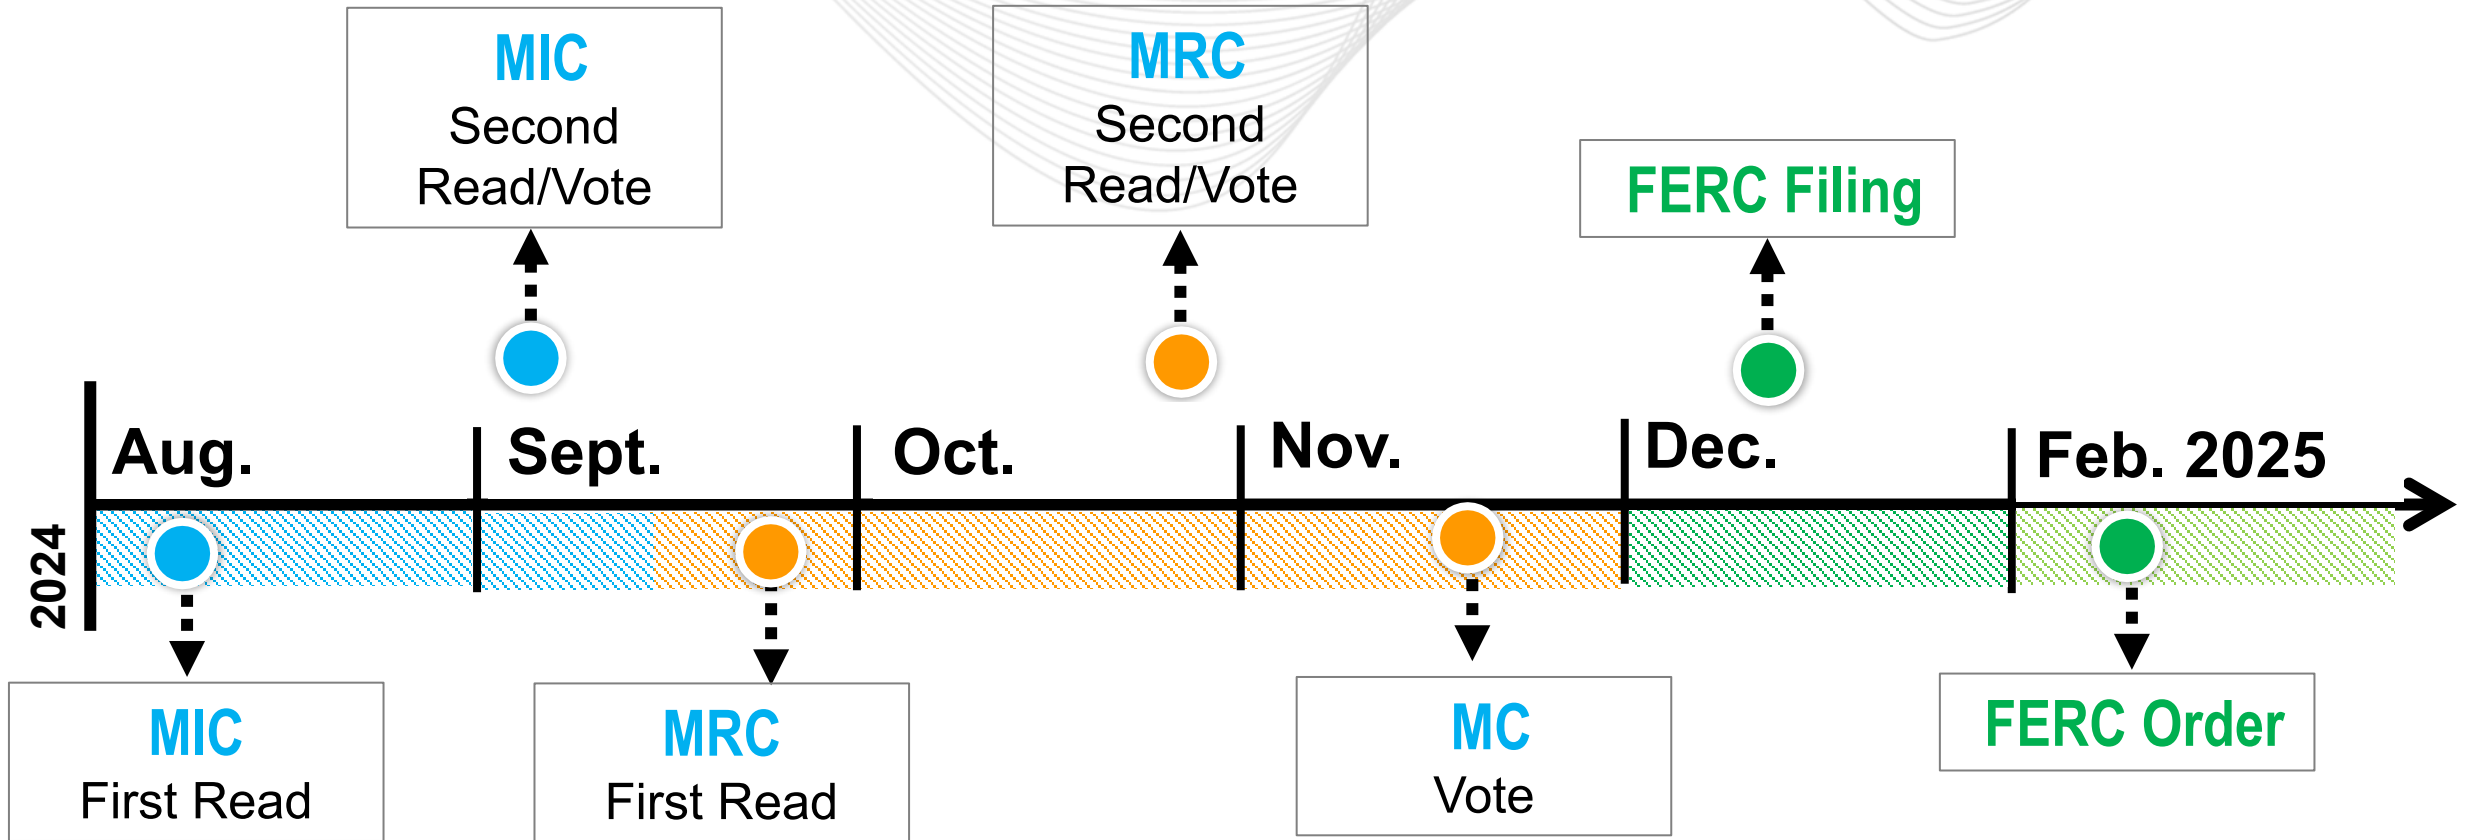 MIC
Second
Read/Vote
MRC
Second
Read/Vote
FERC Filing
Aug.
Sept.
Oct.
Nov.
Dec.
Feb. 2025
2024
MIC
First Read
MRC
First Read
MC
Vote
FERC Order